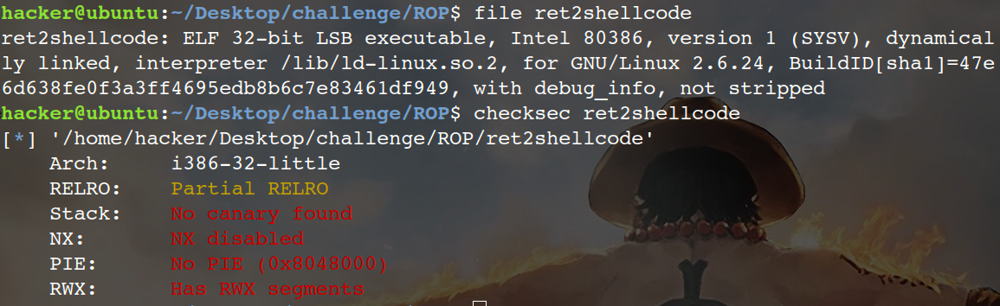 hacker@ubuntu:~/Desktop/challenge/ROP$ file ret2shellcode
ret2shellcode: ELF 32-bit LSB executable, Intel 80386, version 1 (SYSV), dynamical
ly linked, interpreter /lib/ld-linux.so.2, for GNU/Linux 2.6.24, BuildID[sha1]=47e
6d638fe0f3a3ff4695edb8b6c7e83461df949, with debug_info, not stripped
hacker@ubuntu:~/Desktop/challenge/ROP$ checksec ret2shellcode
[*] '/home/hacker/Desktop/challenge/ROP/ret2shellcode'
    Arch:     i386-32-little
    RELRO:    Partial RELRO
    Stack:    No canary found
    NX:       NX disabled
    PIE:      No PIE (0x8048000)
    RWX:      Has RWX segments